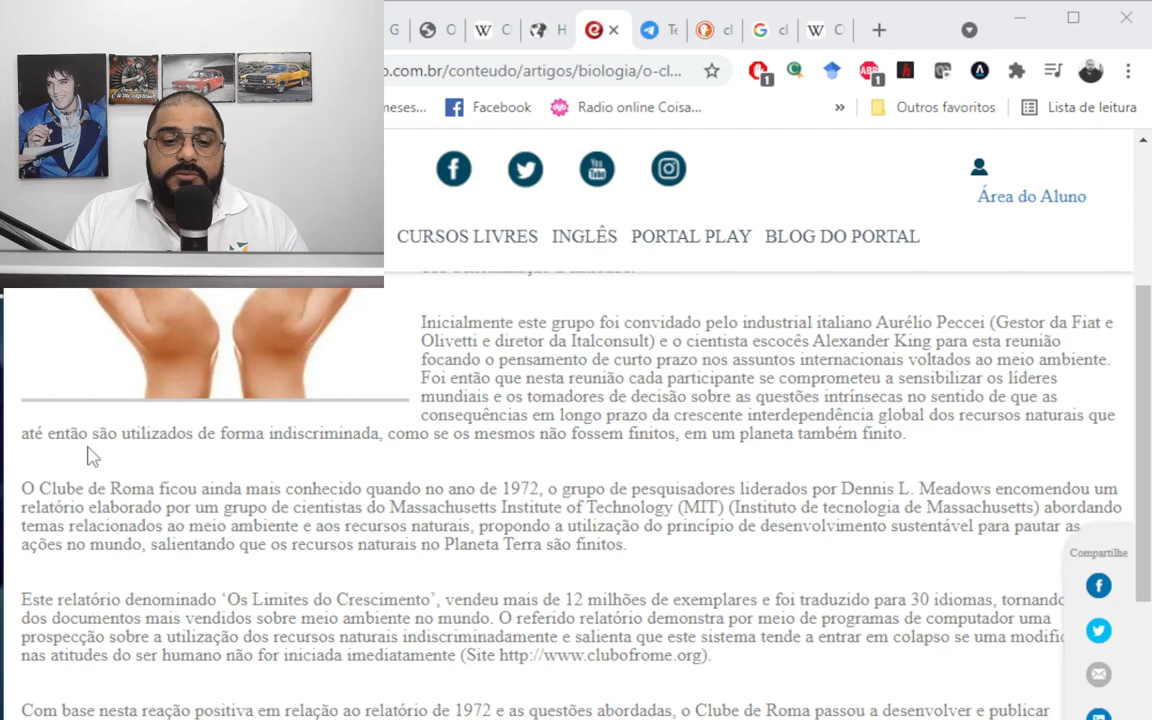 G
O
W
C
H
Te
cl
G
cl
W
C
.com.br/conteudo/artigos/biologia/o-cl...
1
ABP
1
h
meses...
Facebook
Radio online Coisa...
»
Outros favoritos
Lista de leitura
You
Tube
Área do Aluno
CURSOS LIVRES
INGLÊS
PORTAL PLAY
BLOG DO PORTAL
Inicialmente este grupo foi convidado pelo industrial italiano Aurélio Peccei (Gestor da Fiat e
Olivetti e diretor da Italconsult) e o cientista escocês Alexander King para esta reunião
focando o pensamento de curto prazo nos assuntos internacionais voltados ao meio ambiente.
Foi então que nesta reunião cada participante se comprometeu a sensibilizar os líderes
mundiais e os tomadores de decisão sobre as questões intrínsecas no sentido de que as
consequências em longo prazo da crescente interdependência global dos recursos naturais que
até então são utilizados de forma indiscriminada, como se os mesmos não fossem finitos, em um planeta também finito.
O Clube de Roma ficou ainda mais conhecido quando no ano de 1972, o grupo de pesquisadores liderados por Dennis L. Meadows encomendou um
relatório elaborado por um grupo de cientistas do Massachusetts Institute of Technology (MIT) (Instituto de tecnologia de Massachusetts) abordando
temas relacionados ao meio ambiente e aos recursos naturais, propondo a utilização do princípio de desenvolvimento sustentável para pautar as
ações no mundo, salientando que os recursos naturais no Planeta Terra são finitos.
Compartilhe
Este relatório denominado ‘Os Limites do Crescimento’, vendeu mais de 12 milhões de exemplares e foi traduzido para 30 idiomas, tornando
dos documentos mais vendidos sobre meio ambiente no mundo. O referido relatório demonstra por meio de programas de computador uma
prospecção sobre a utilização dos recursos naturais indiscriminadamente e salienta que este sistema tende a entrar em colapso se uma modific
nas atitudes do ser humano não for iniciada imediatamente (Site http://www.clubofrome.org).
Com base nesta reação positiva em relação ao relatório de 1972 e as questões abordadas, o Clube de Roma passou a desenvolver e publicar